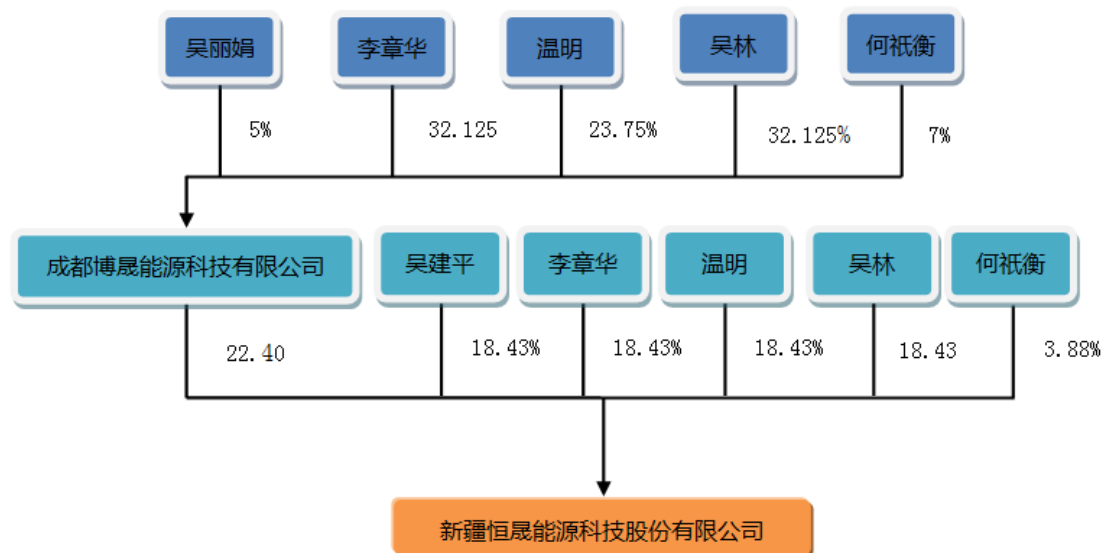 吴丽娟 李章华 温明 吴林 何祇衡
5% 32.125 23.75% 32.125% 7%
成都博晟能源科技有限公司 吴建平 李章华 温明 吴林 何祇衡
22.40 18.43% 18.43% 18.43% 18.43 3.88%
新疆恒晟能源科技股份有限公司